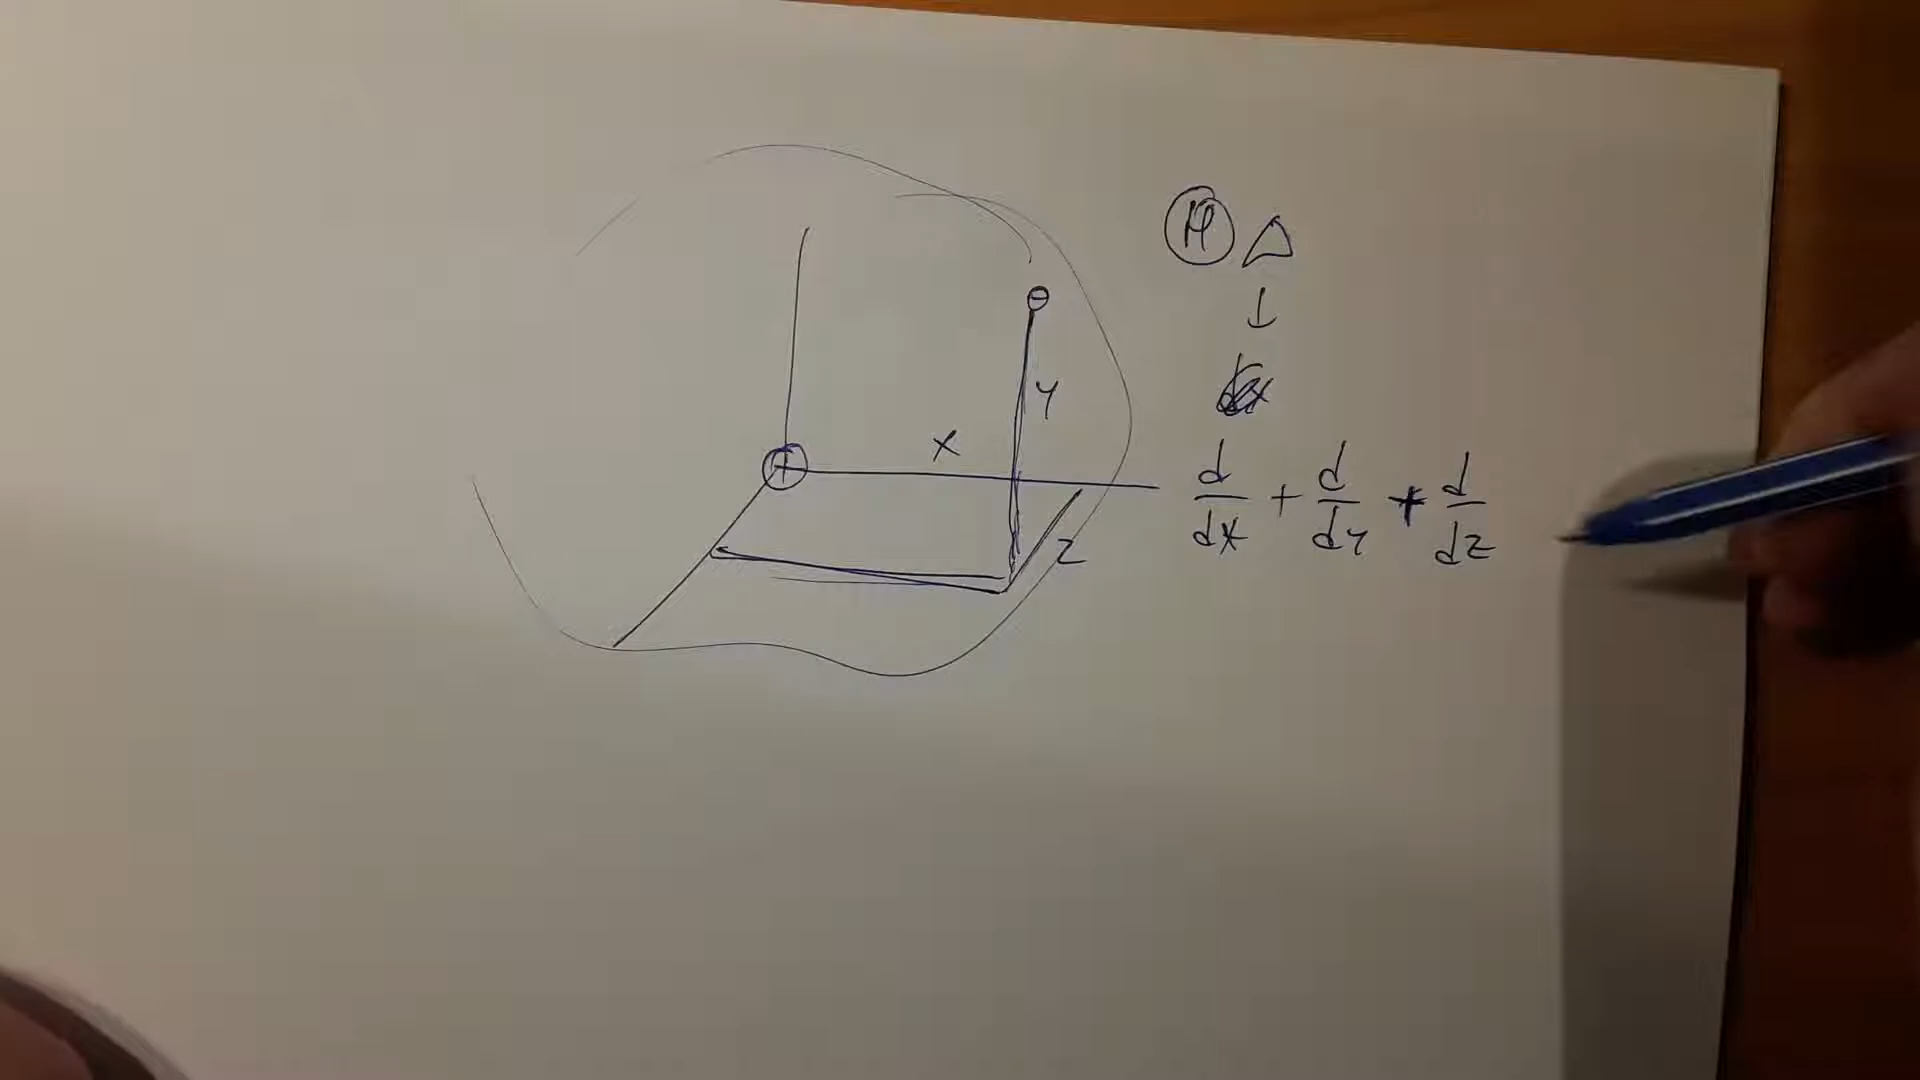 H △
↓
Y
X
d/dx + d/dy + d/dz
Z